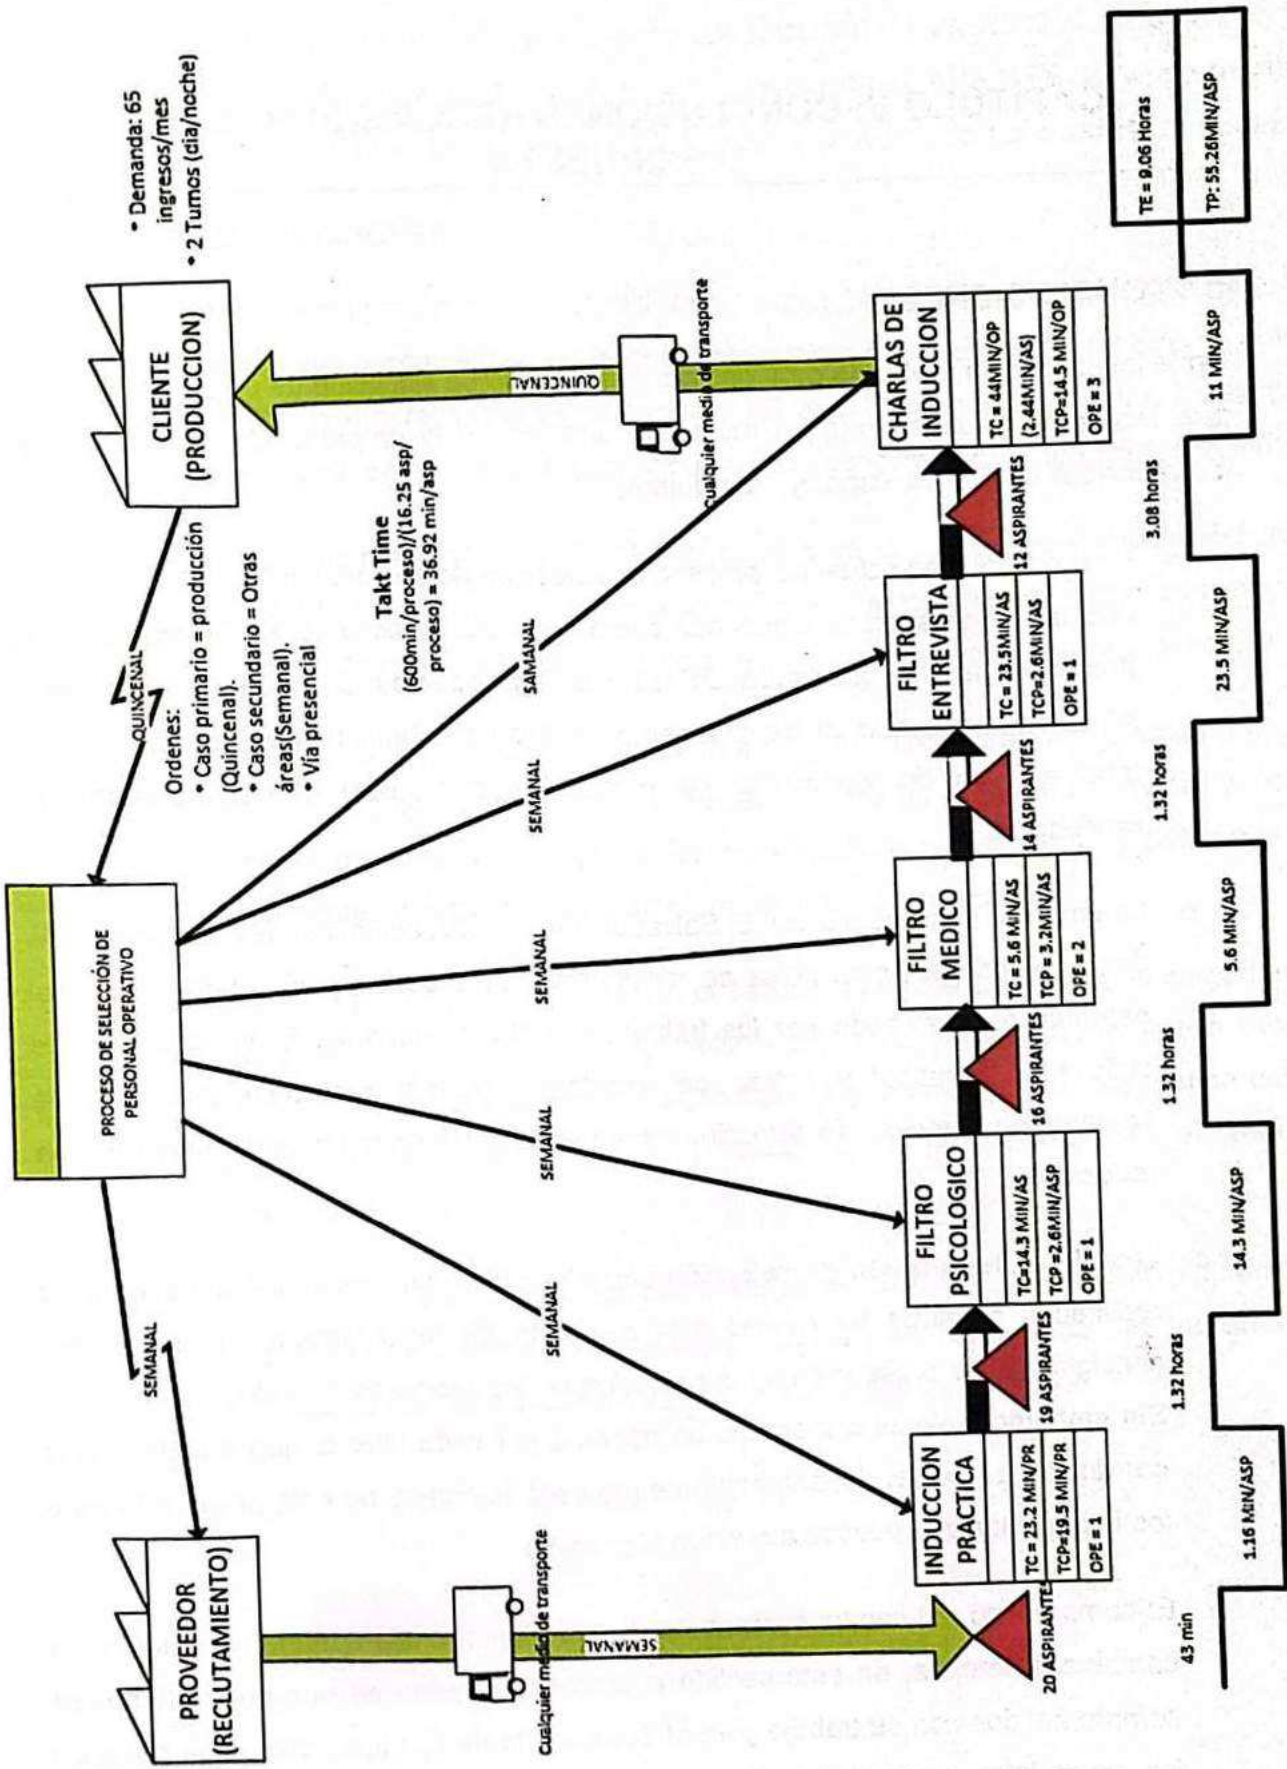 PROVEEDOR
(RECLUTAMIENTO)
SEMANAL
PROCESO DE SELECCIÓN DE
PERSONAL OPERATIVO
QUINCENAL
CLIENTE
(PRODUCCION)
• Demanda: 65
ingresos/mes
• 2 Turnos (dia/noche)
Ordenes:
• Caso primario = producción
(Quincenal).
• Caso secundario = Otras
áreas(Semanal).
• Vía presencial
Takt Time
(600min/proceso)/(16.25 asp/
proceso) = 36.92 min/asp
Cualquier medio de transporte
SEMANAL
SEMANAL
SEMANAL
SEMANAL
SEMANAL
SAMANAL
QUINCENAL
Cualquier medio de transporte
20 ASPIRANTES
INDUCCION
PRACTICA
TC = 23.2 MIN/PR
TCP=19.5 MIN/PR
OPE = 1
19 ASPIRANTES
FILTRO
PSICOLOGICO
TC=14.3 MIN/AS
TCP =2.6MIN/ASP
OPE = 1
16 ASPIRANTES
FILTRO
MEDICO
TC = 5.6 MIN/AS
TCP = 3.2MIN/AS
OPE = 2
14 ASPIRANTES
FILTRO
ENTREVISTA
TC = 23.5MIN/AS
TCP=2.6MIN/AS
OPE = 1
12 ASPIRANTES
CHARLAS DE
INDUCCION
TC = 44MIN/OP
(2.44MIN/AS)
TCP=14.5 MIN/OP
OPE = 3
43 min
1.16 MIN/ASP
1.32 horas
14.3 MIN/ASP
1.32 horas
5.6 MIN/ASP
1.32 horas
23.5 MIN/ASP
3.08 horas
11 MIN/ASP
TE = 9.06 Horas
TP: 55.26MIN/ASP